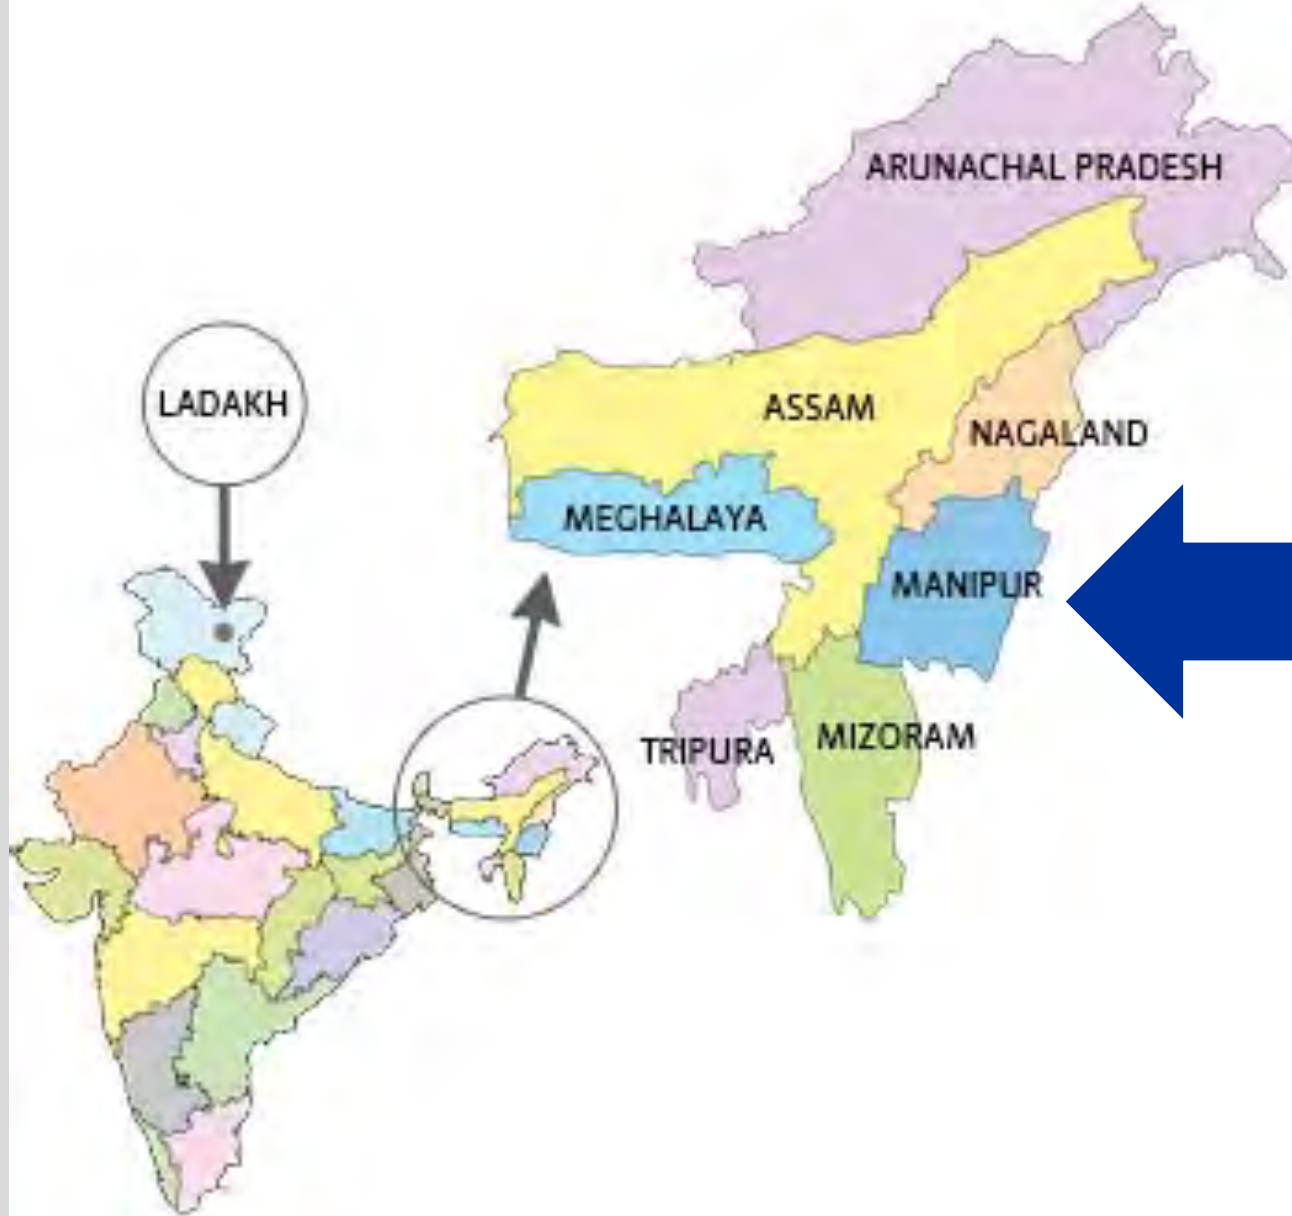 ARUNACHAL PRADESH
LADAKH
ASSAM
NAGALAND
MEGHALAYA
MANIPUR
TRIPURA
MIZORAM